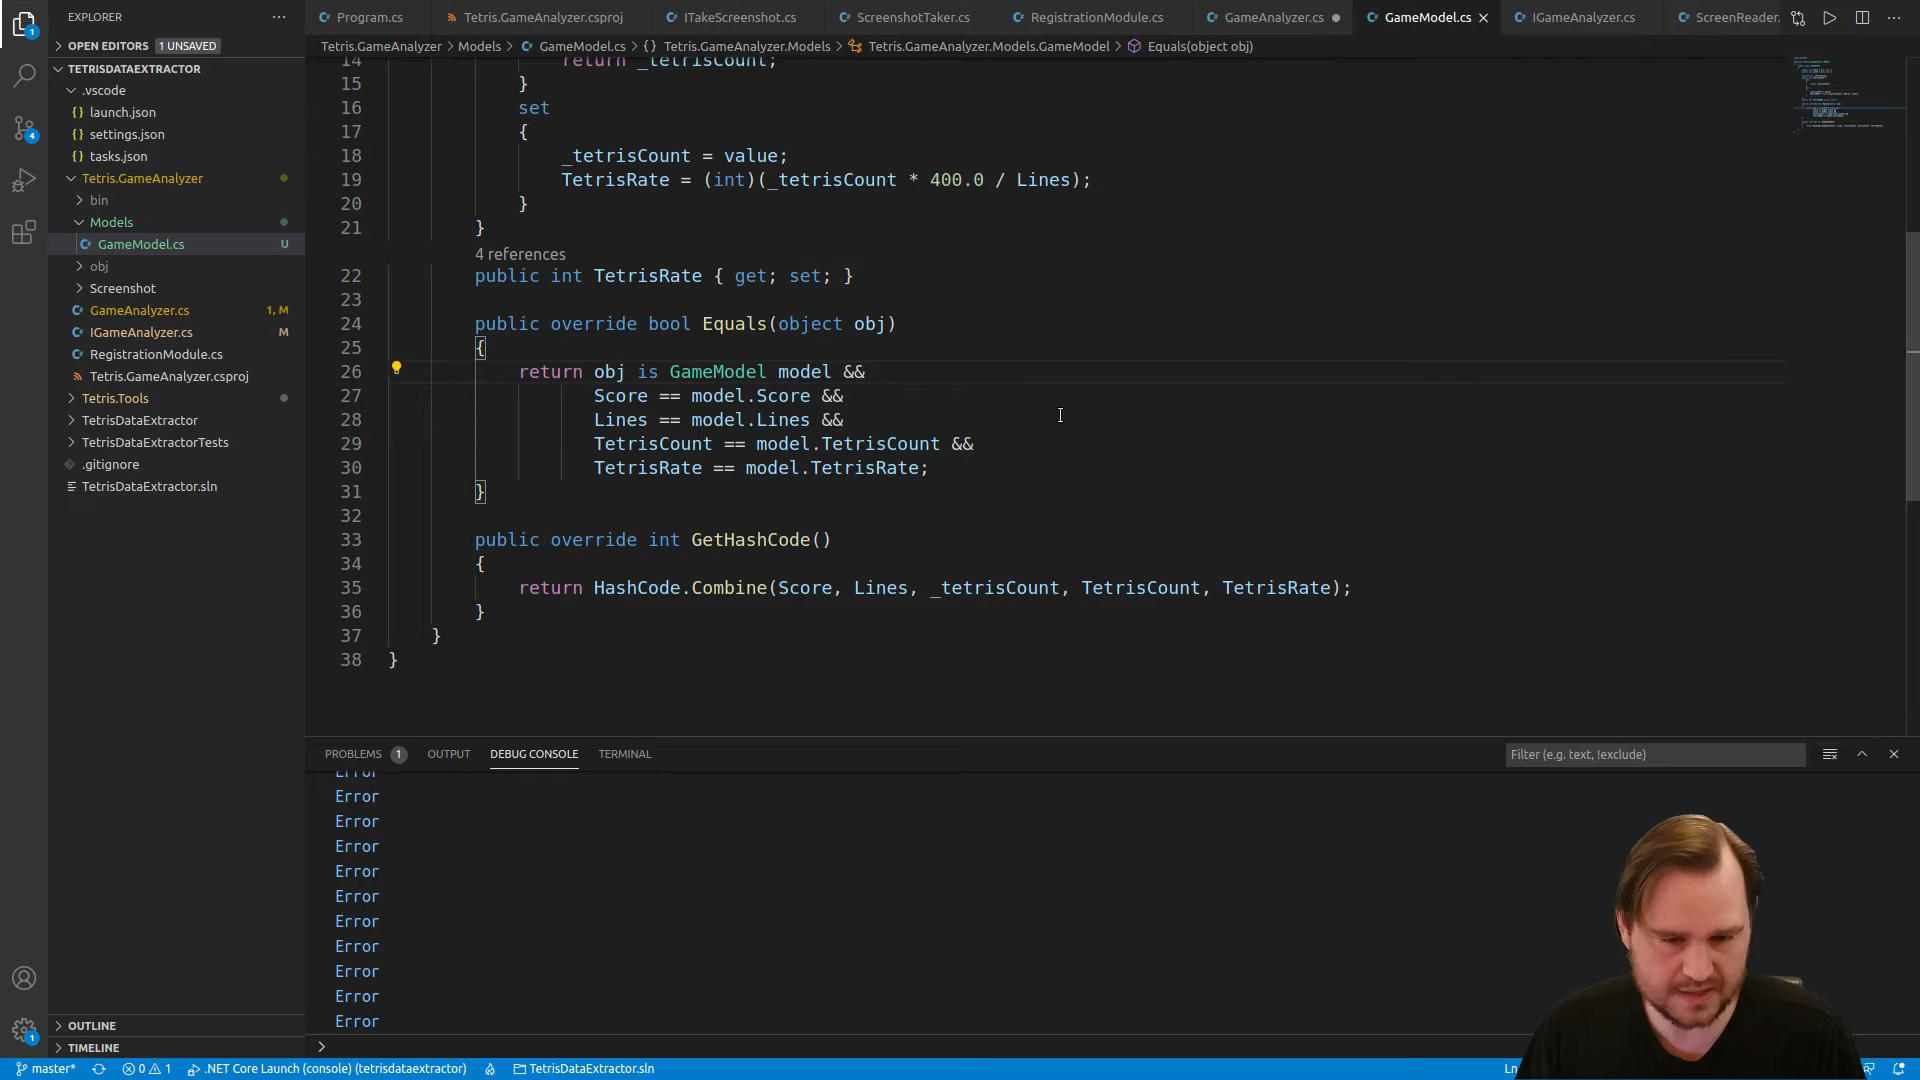 EXPLORER
Program.cs
Tetris.GameAnalyzer.csproj
ITakeScreenshot.cs
ScreenshotTaker.cs
RegistrationModule.cs
GameAnalyzer.cs
GameModel.cs
IGameAnalyzer.cs
ScreenReader.
OPEN EDITORS 1 UNSAVED
Tetris.GameAnalyzer > Models > GameModel.cs > {} Tetris.GameAnalyzer.Models > Tetris.GameAnalyzer.Models.GameModel > Equals(object obj)
TETRISDATAEXTRACTOR
.vscode
launch.json
settings.json
tasks.json
Tetris.GameAnalyzer
bin
Models
GameModel.cs U
obj
Screenshot
GameAnalyzer.cs 1, M
IGameAnalyzer.cs M
RegistrationModule.cs
Tetris.GameAnalyzer.csproj
Tetris.Tools
TetrisDataExtractor
TetrisDataExtractorTests
.gitignore
TetrisDataExtractor.sln
OUTLINE
TIMELINE
14 return _tetrisCount;
15 }
16 set
17 {
18 _tetrisCount = value;
19 TetrisRate = (int)(_tetrisCount * 400.0 / Lines);
20 }
21 }
4 references
22 public int TetrisRate { get; set; }
23
24 public override bool Equals(object obj)
25 {
26 return obj is GameModel model &&
27 Score == model.Score &&
28 Lines == model.Lines &&
29 TetrisCount == model.TetrisCount &&
30 TetrisRate == model.TetrisRate;
31 }
32
33 public override int GetHashCode()
34 {
35 return HashCode.Combine(Score, Lines, _tetrisCount, TetrisCount, TetrisRate);
36 }
37 }
38 }
PROBLEMS 1 OUTPUT DEBUG CONSOLE TERMINAL
Filter (e.g. text, !exclude)
Error
Error
Error
Error
Error
Error
Error
Error
Error
Error
Error
>
master* 0 1 .NET Core Launch (console) (tetrisdataextractor) TetrisDataExtractor.sln Ln
1
4
1